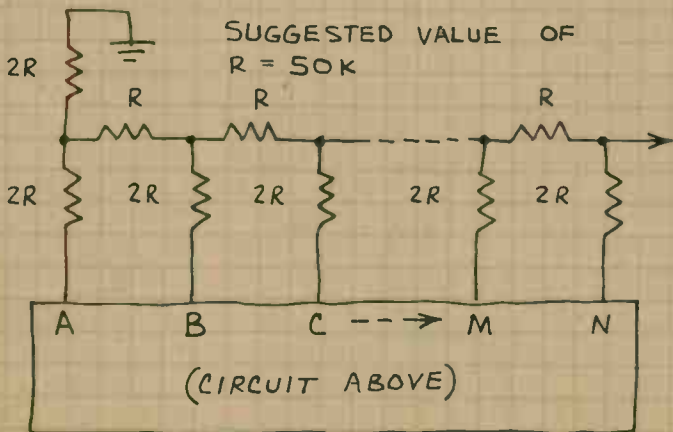 SUGGESTED VALUE OF
R = 50K
2R
R
R
R
2R
2R
2R
2R
2R
A B C M N
(CIRCUIT ABOVE)